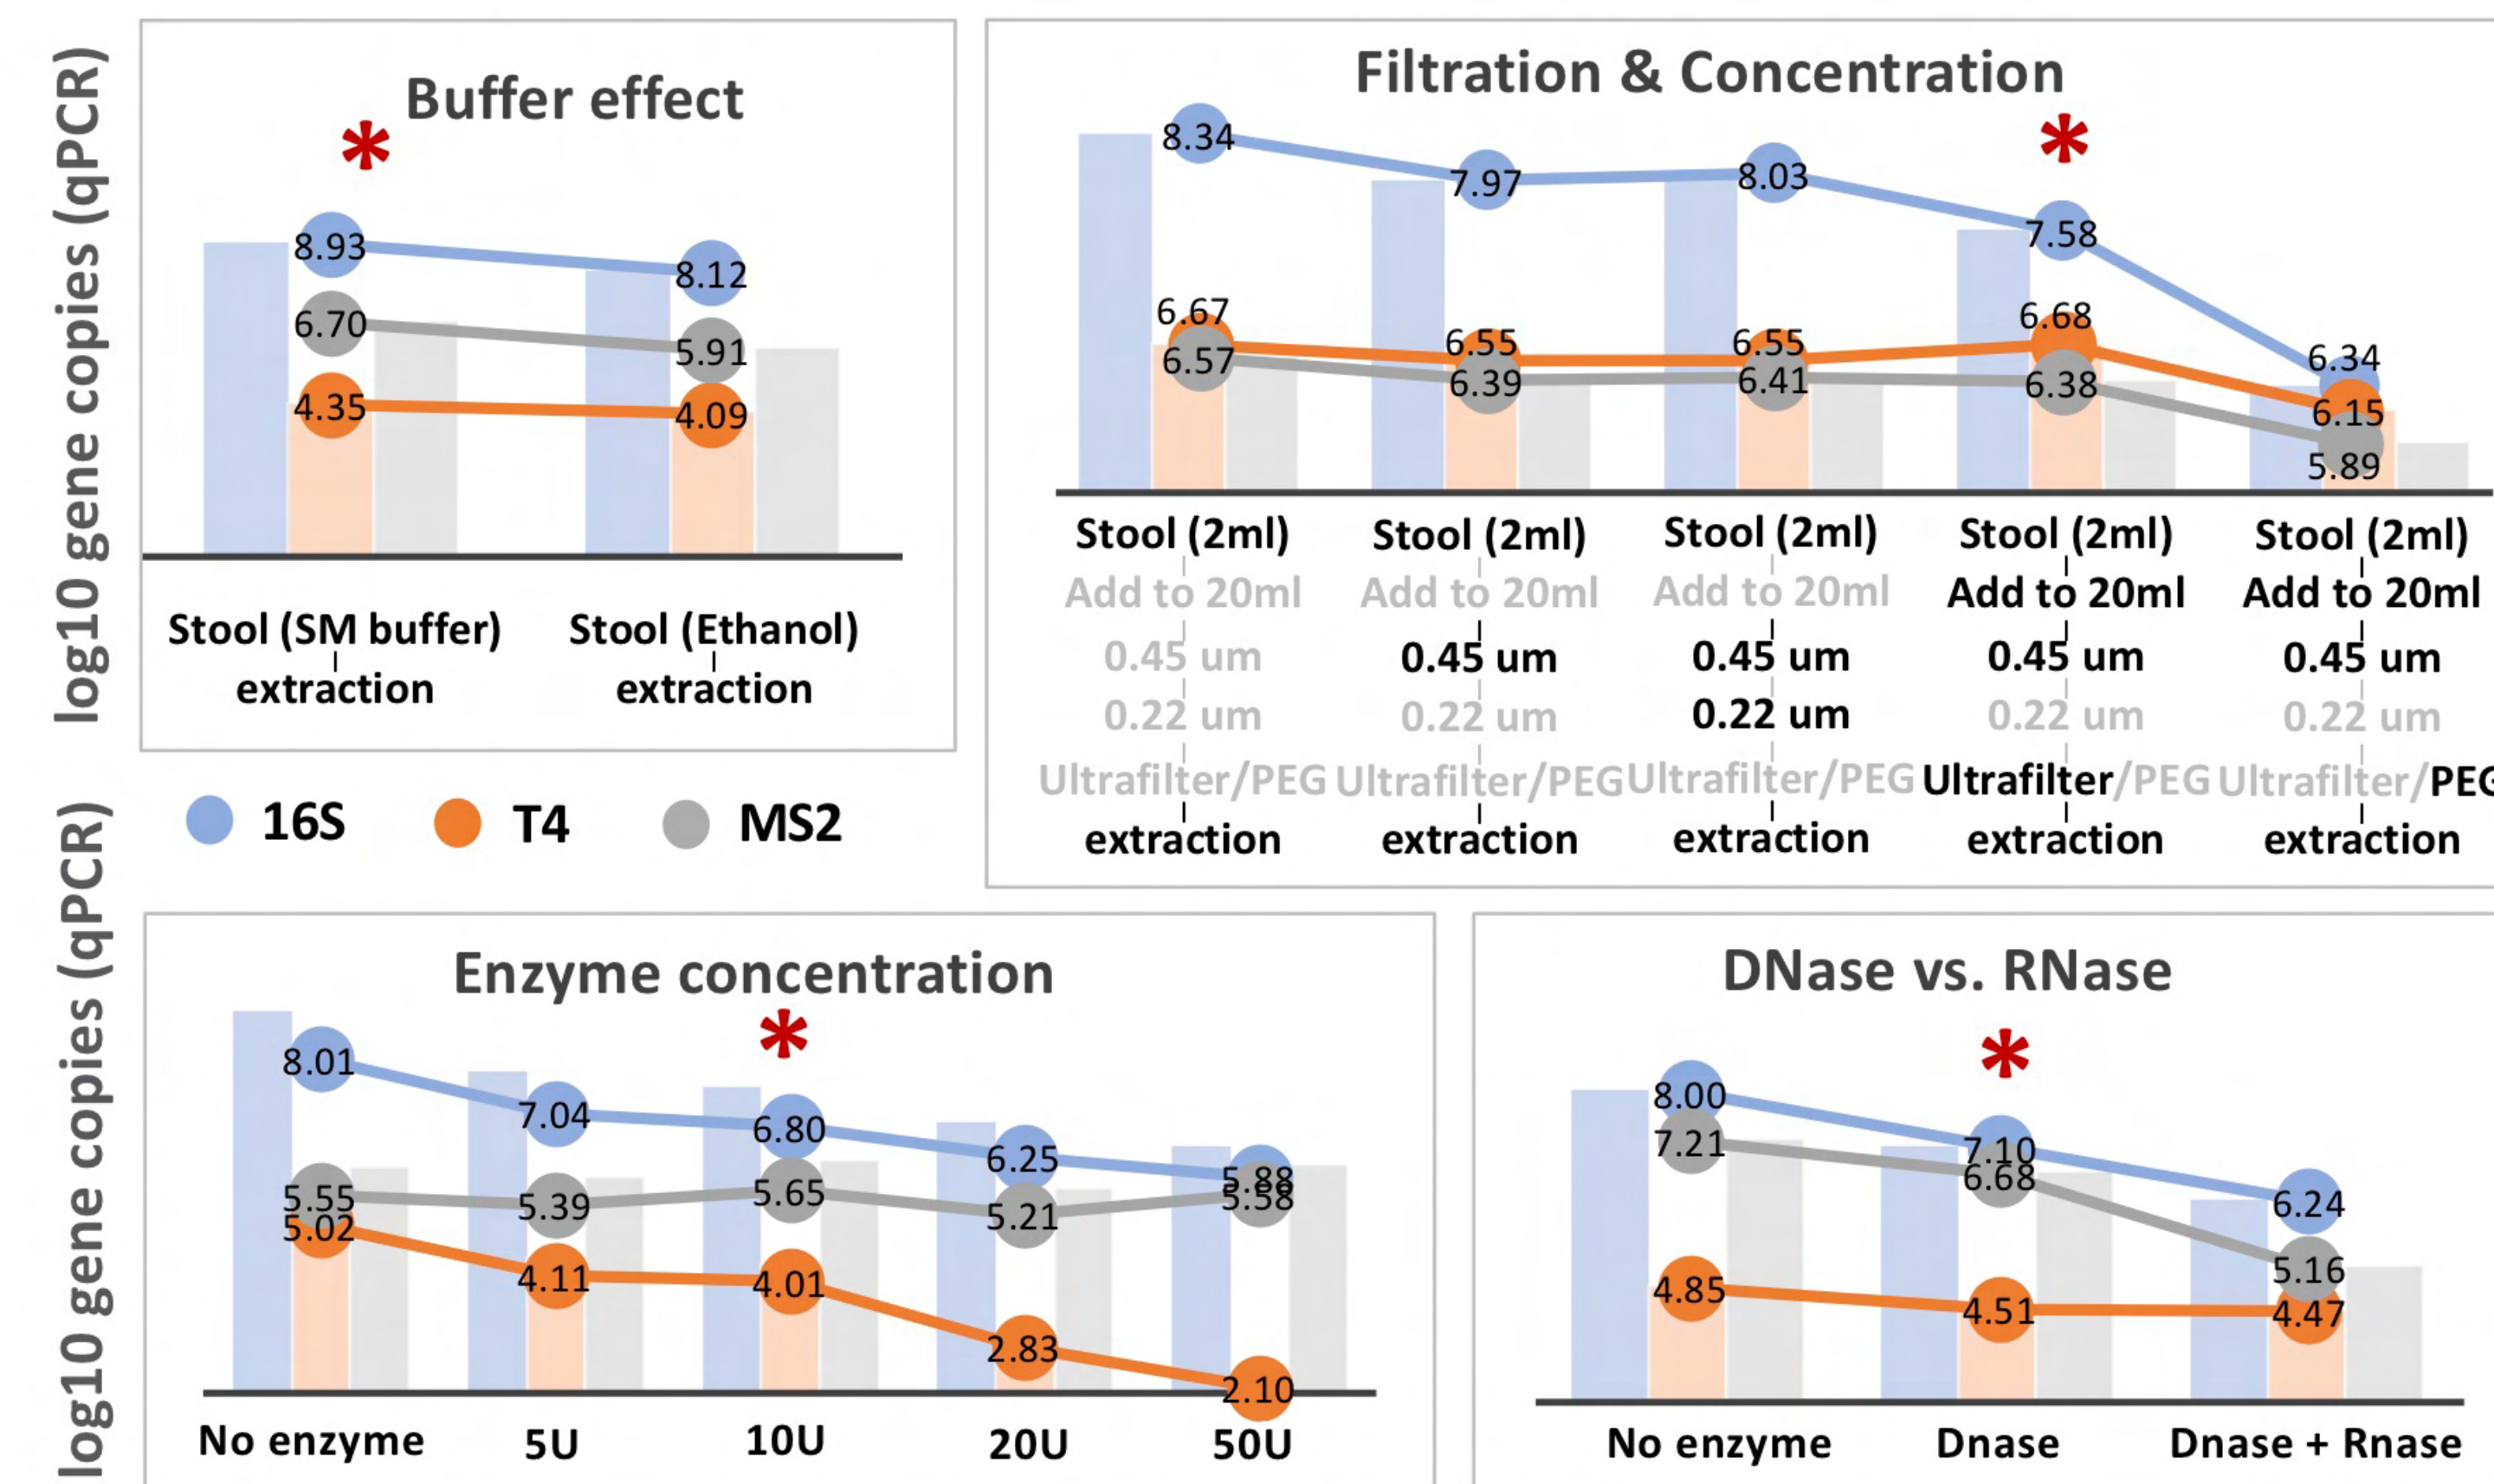 log10 gene copies (qPCR)
Buffer effect
*
8.93
8.12
6.70
5.91
4.35
4.09
Stool (SM buffer)
extraction
Stool (Ethanol)
extraction
16S
T4
MS2
Filtration & Concentration
*
8.34
7.97
8.03
7.58
6.34
6.67
6.55
6.55
6.68
6.15
6.57
6.39
6.41
6.38
5.89
Stool (2ml)
Add to 20ml
0.45 um
0.22 um
Ultrafilter/PEG
extraction
Stool (2ml)
Add to 20ml
0.45 um
0.22 um
Ultrafilter/PEG
extraction
Stool (2ml)
Add to 20ml
0.45 um
0.22 um
Ultrafilter/PEG
extraction
Stool (2ml)
Add to 20ml
0.45 um
0.22 um
Ultrafilter/PEG
extraction
Stool (2ml)
Add to 20ml
0.45 um
0.22 um
Ultrafilter/PEG
extraction
log10 gene copies (qPCR)
Enzyme concentration
*
8.01
7.04
6.80
6.25
5.88
5.55
5.39
5.65
5.21
5.58
5.02
4.11
4.01
2.83
2.10
No enzyme
5U
10U
20U
50U
DNase vs. RNase
*
8.00
7.10
6.24
7.21
6.68
5.16
4.85
4.51
4.47
No enzyme
Dnase
Dnase + Rnase